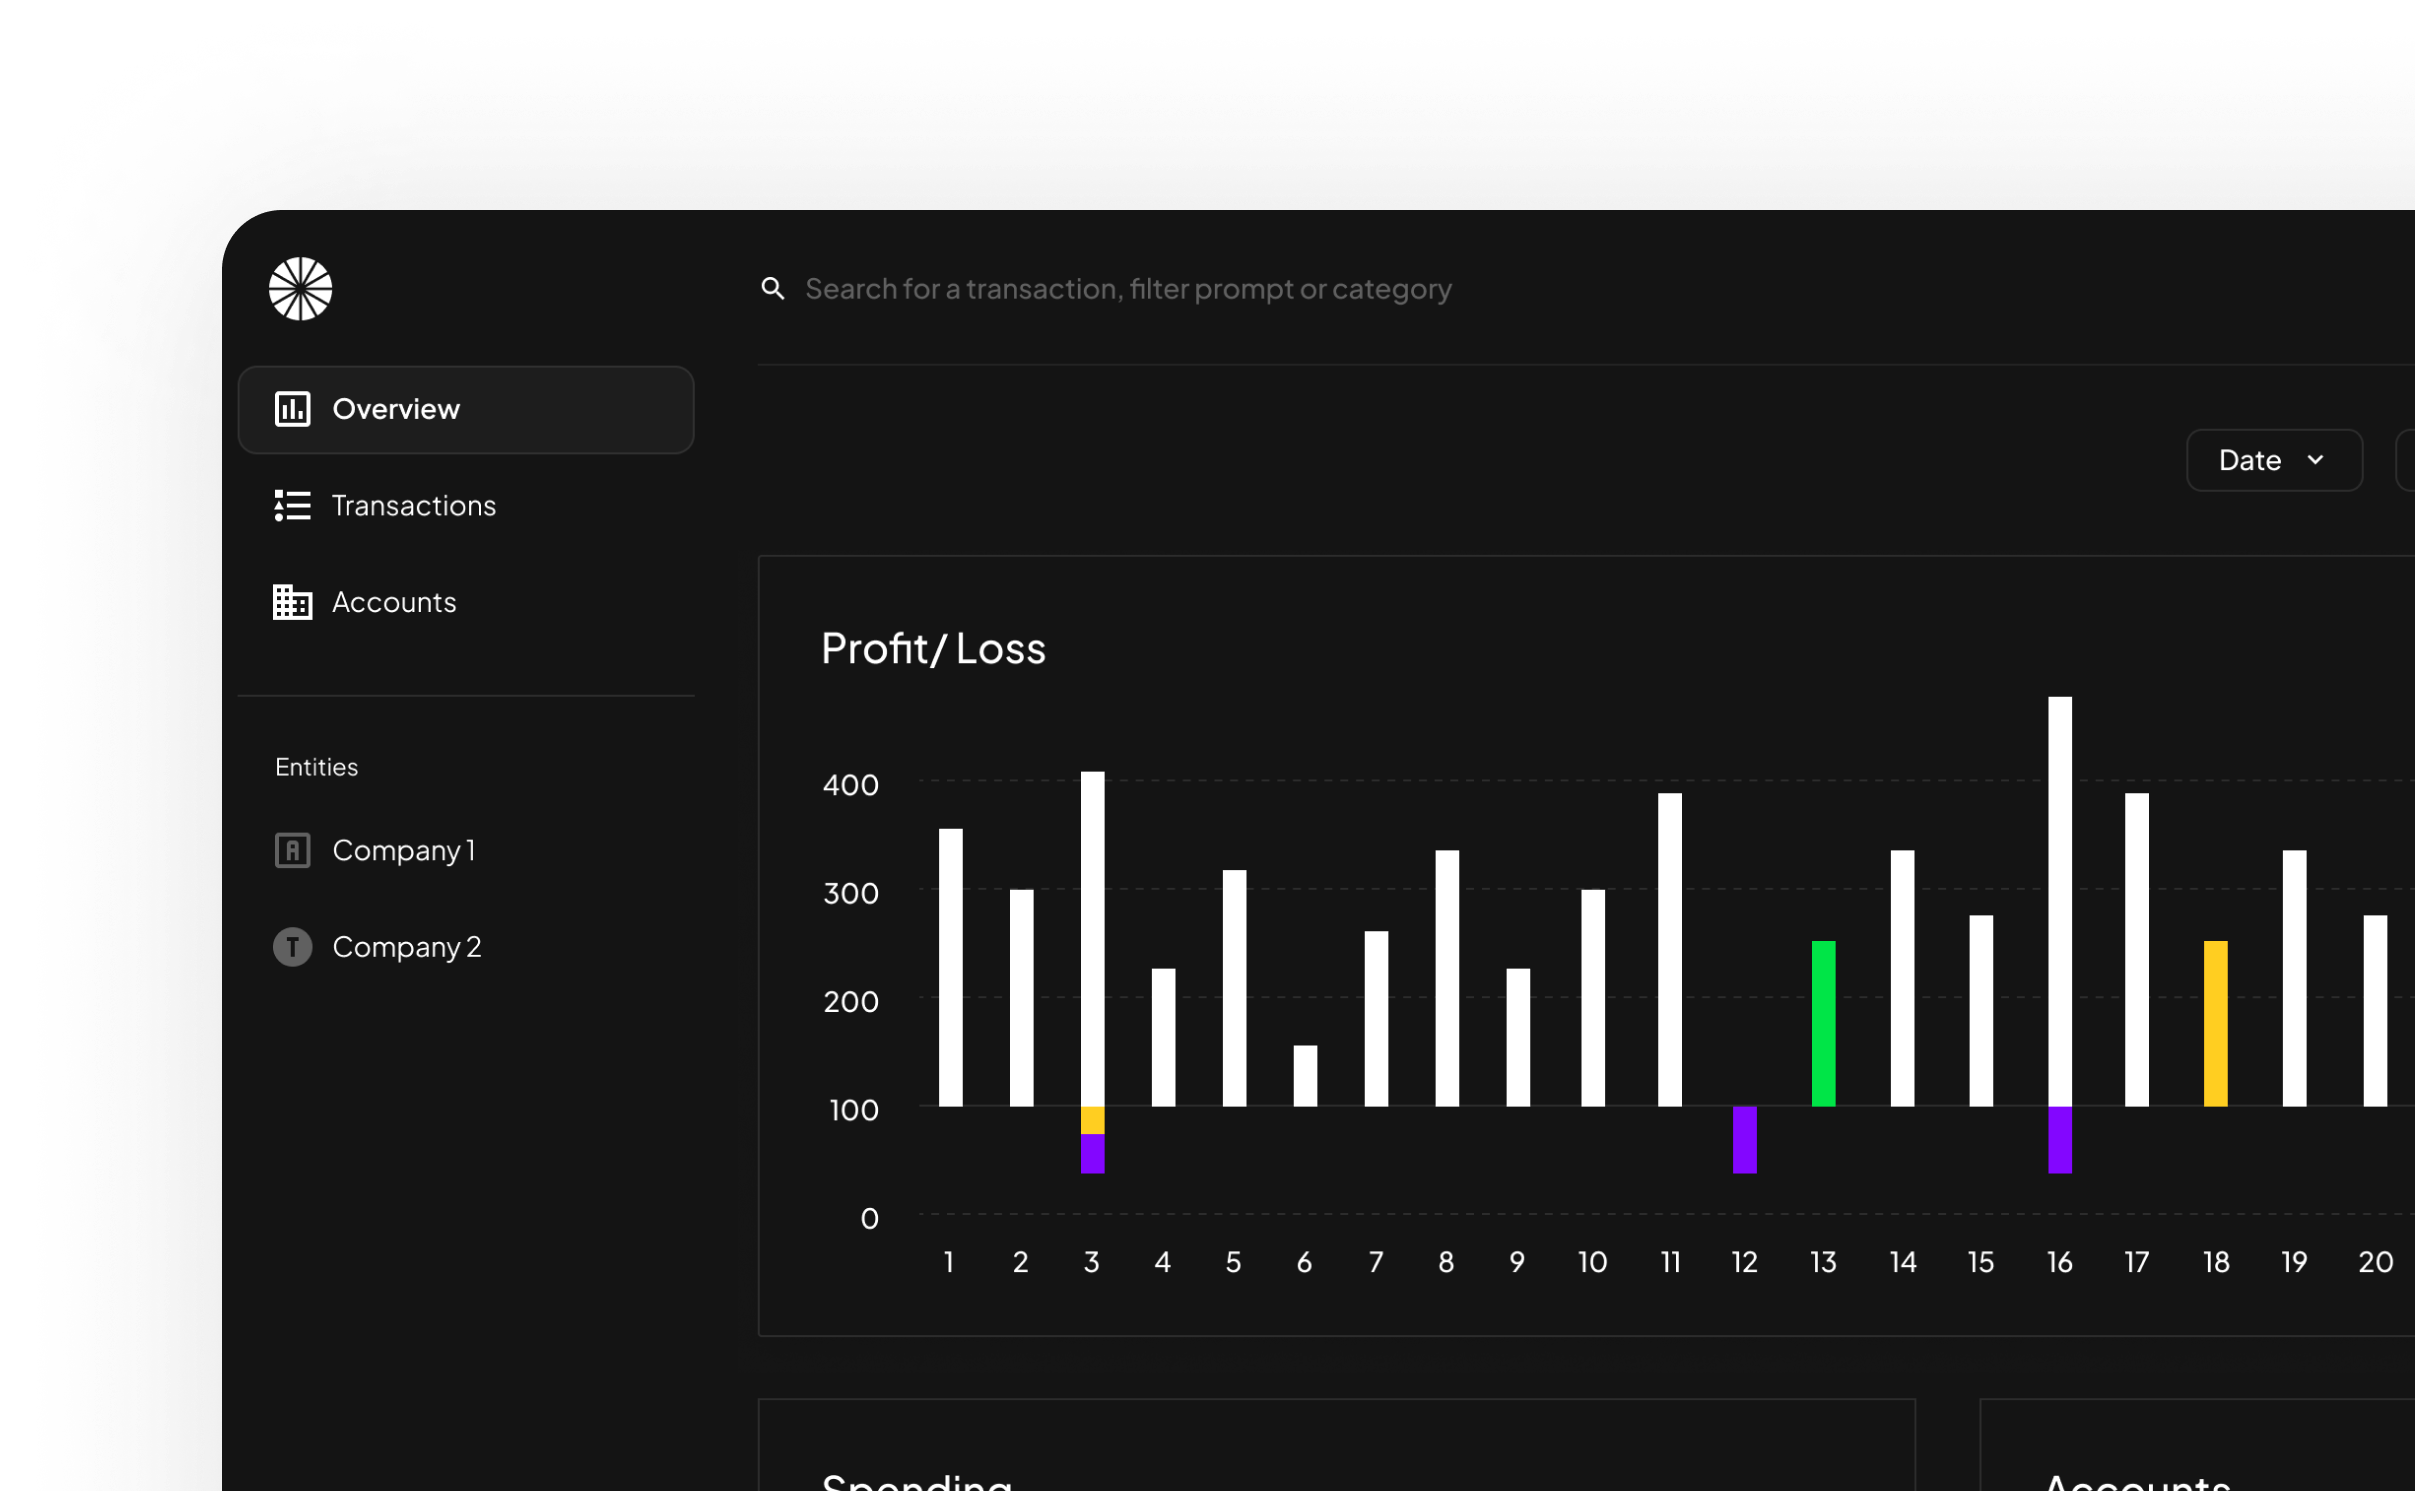 Search for a transaction, filter prompt or category
Overview
Transactions
Accounts
Entities
Company 1
Company 2
Date
Profit/ Loss
400
300
200
100
0
1 2 3 4 5 6 7 8 9 10 11 12 13 14 15 16 17 18 19 20
Spending
Accounts
A
T